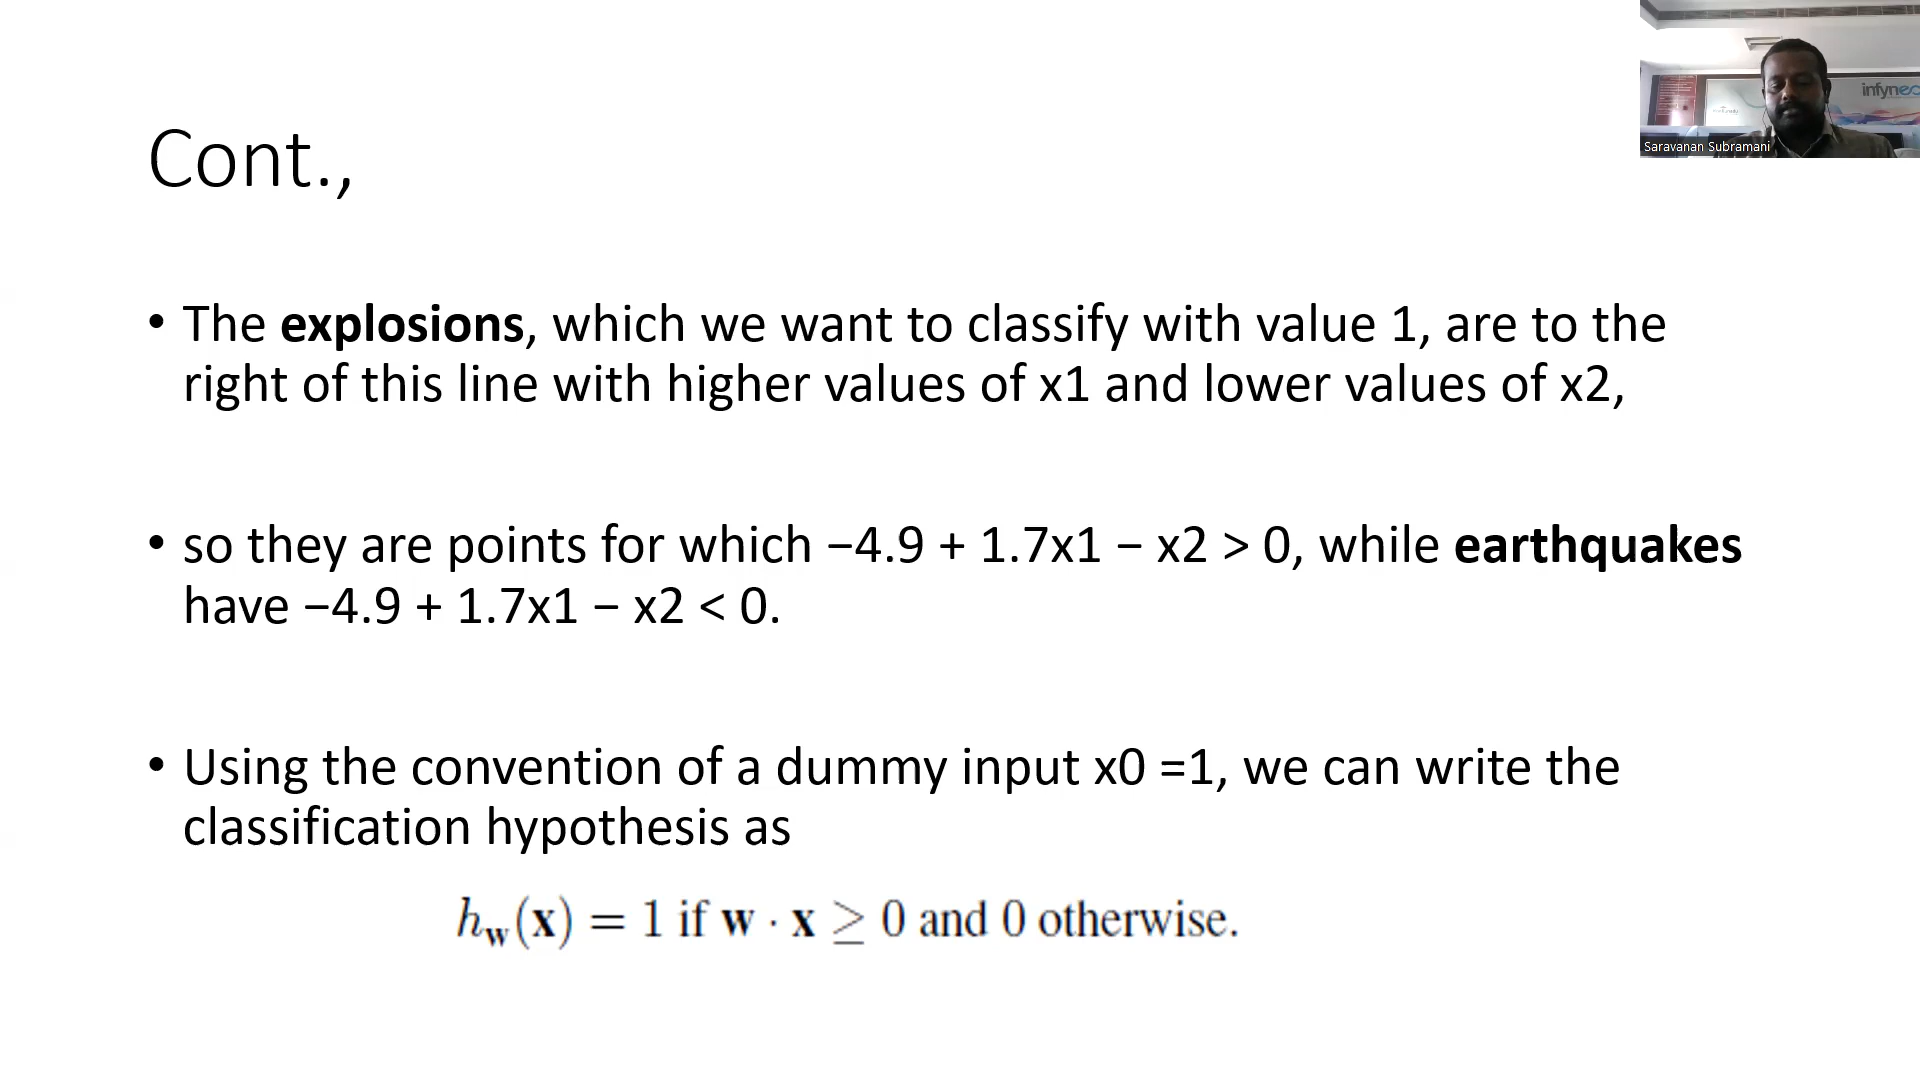 infyneo
Saravanan Subramani
Cont.,
• The explosions, which we want to classify with value 1, are to the
right of this line with higher values of x1 and lower values of x2,
• so they are points for which −4.9 + 1.7x1 − x2 > 0, while earthquakes
have −4.9 + 1.7x1 − x2 < 0.
• Using the convention of a dummy input x0 =1, we can write the
classification hypothesis as
h_w(x) = 1 if w · x ≥ 0 and 0 otherwise.